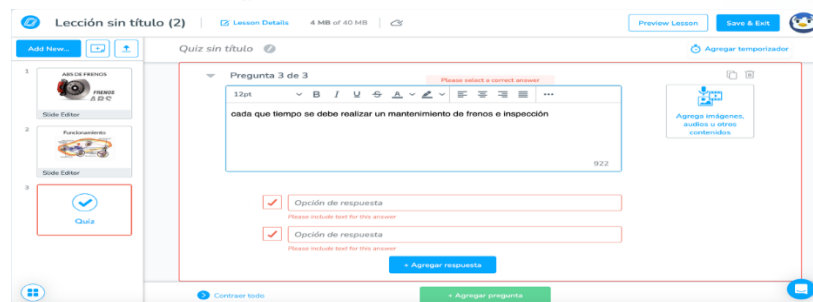 Lección sin título (2)
Lesson Details
4 MB of 40 MB
Preview Lesson
Save & Exit
Add New...
Quiz sin título
Agregar temporizador
1
ABS DE FRENOS
FRENOS
ABS
Slide Editor
2
Funcionamiento
Slide Editor
3
Quiz
Pregunta 3 de 3
Please select a correct answer
12pt
B I U S A
cada que tiempo se debe realizar un mantenimiento de frenos e inspección
922
Agrega imágenes,
audios u otros
contenidos
Opción de respuesta
Please include text for this answer
Opción de respuesta
Please include text for this answer
+ Agregar respuesta
Contraer todo
+ Agregar pregunta